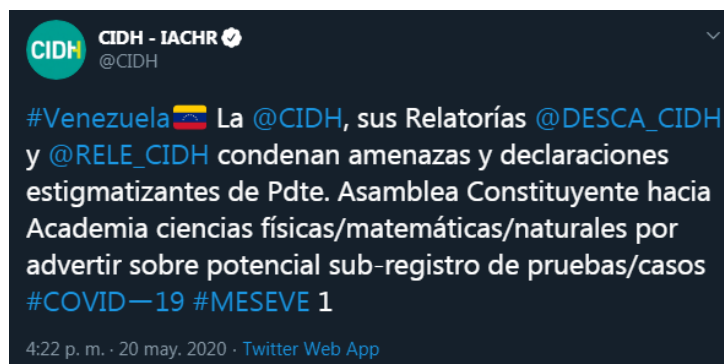 CIDH
CIDH - IACHR
@CIDH
#Venezuela La @CIDH, sus Relatorías @DESCA_CIDH
y @RELE_CIDH condenan amenazas y declaraciones
estigmatizantes de Pdte. Asamblea Constituyente hacia
Academia ciencias físicas/matemáticas/naturales por
advertir sobre potencial sub-registro de pruebas/casos
#COVID—19 #MESEVE 1
4:22 p. m. · 20 may. 2020 · Twitter Web App